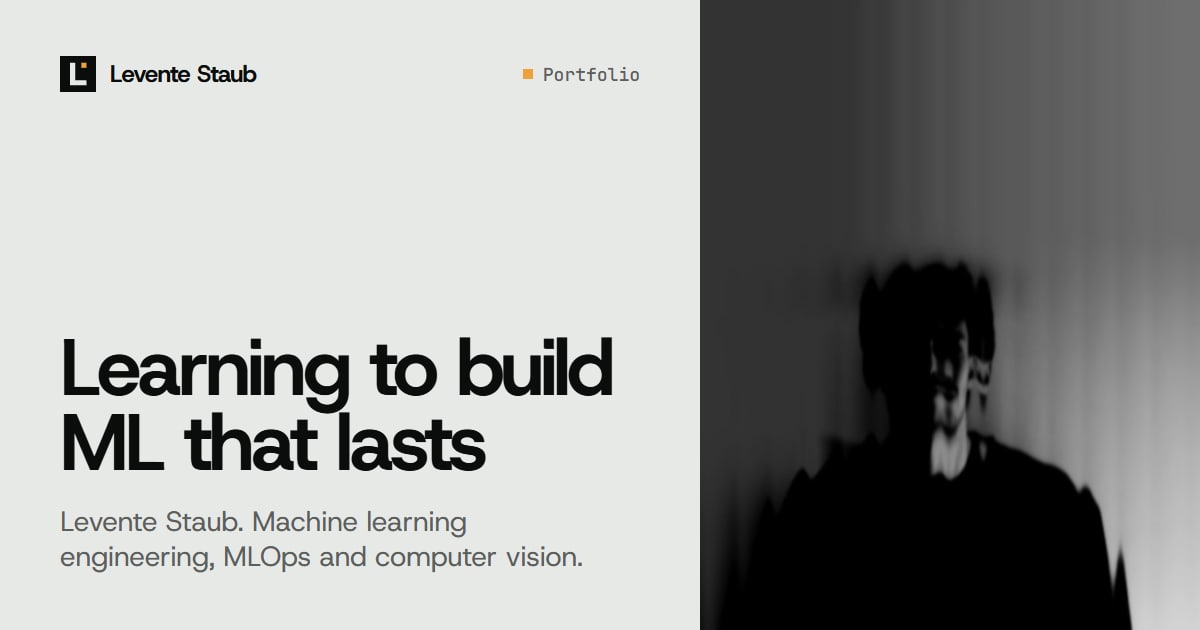 Levente Staub
Portfolio
Learning to build
ML that lasts
Levente Staub. Machine learning
engineering, MLOps and computer vision.